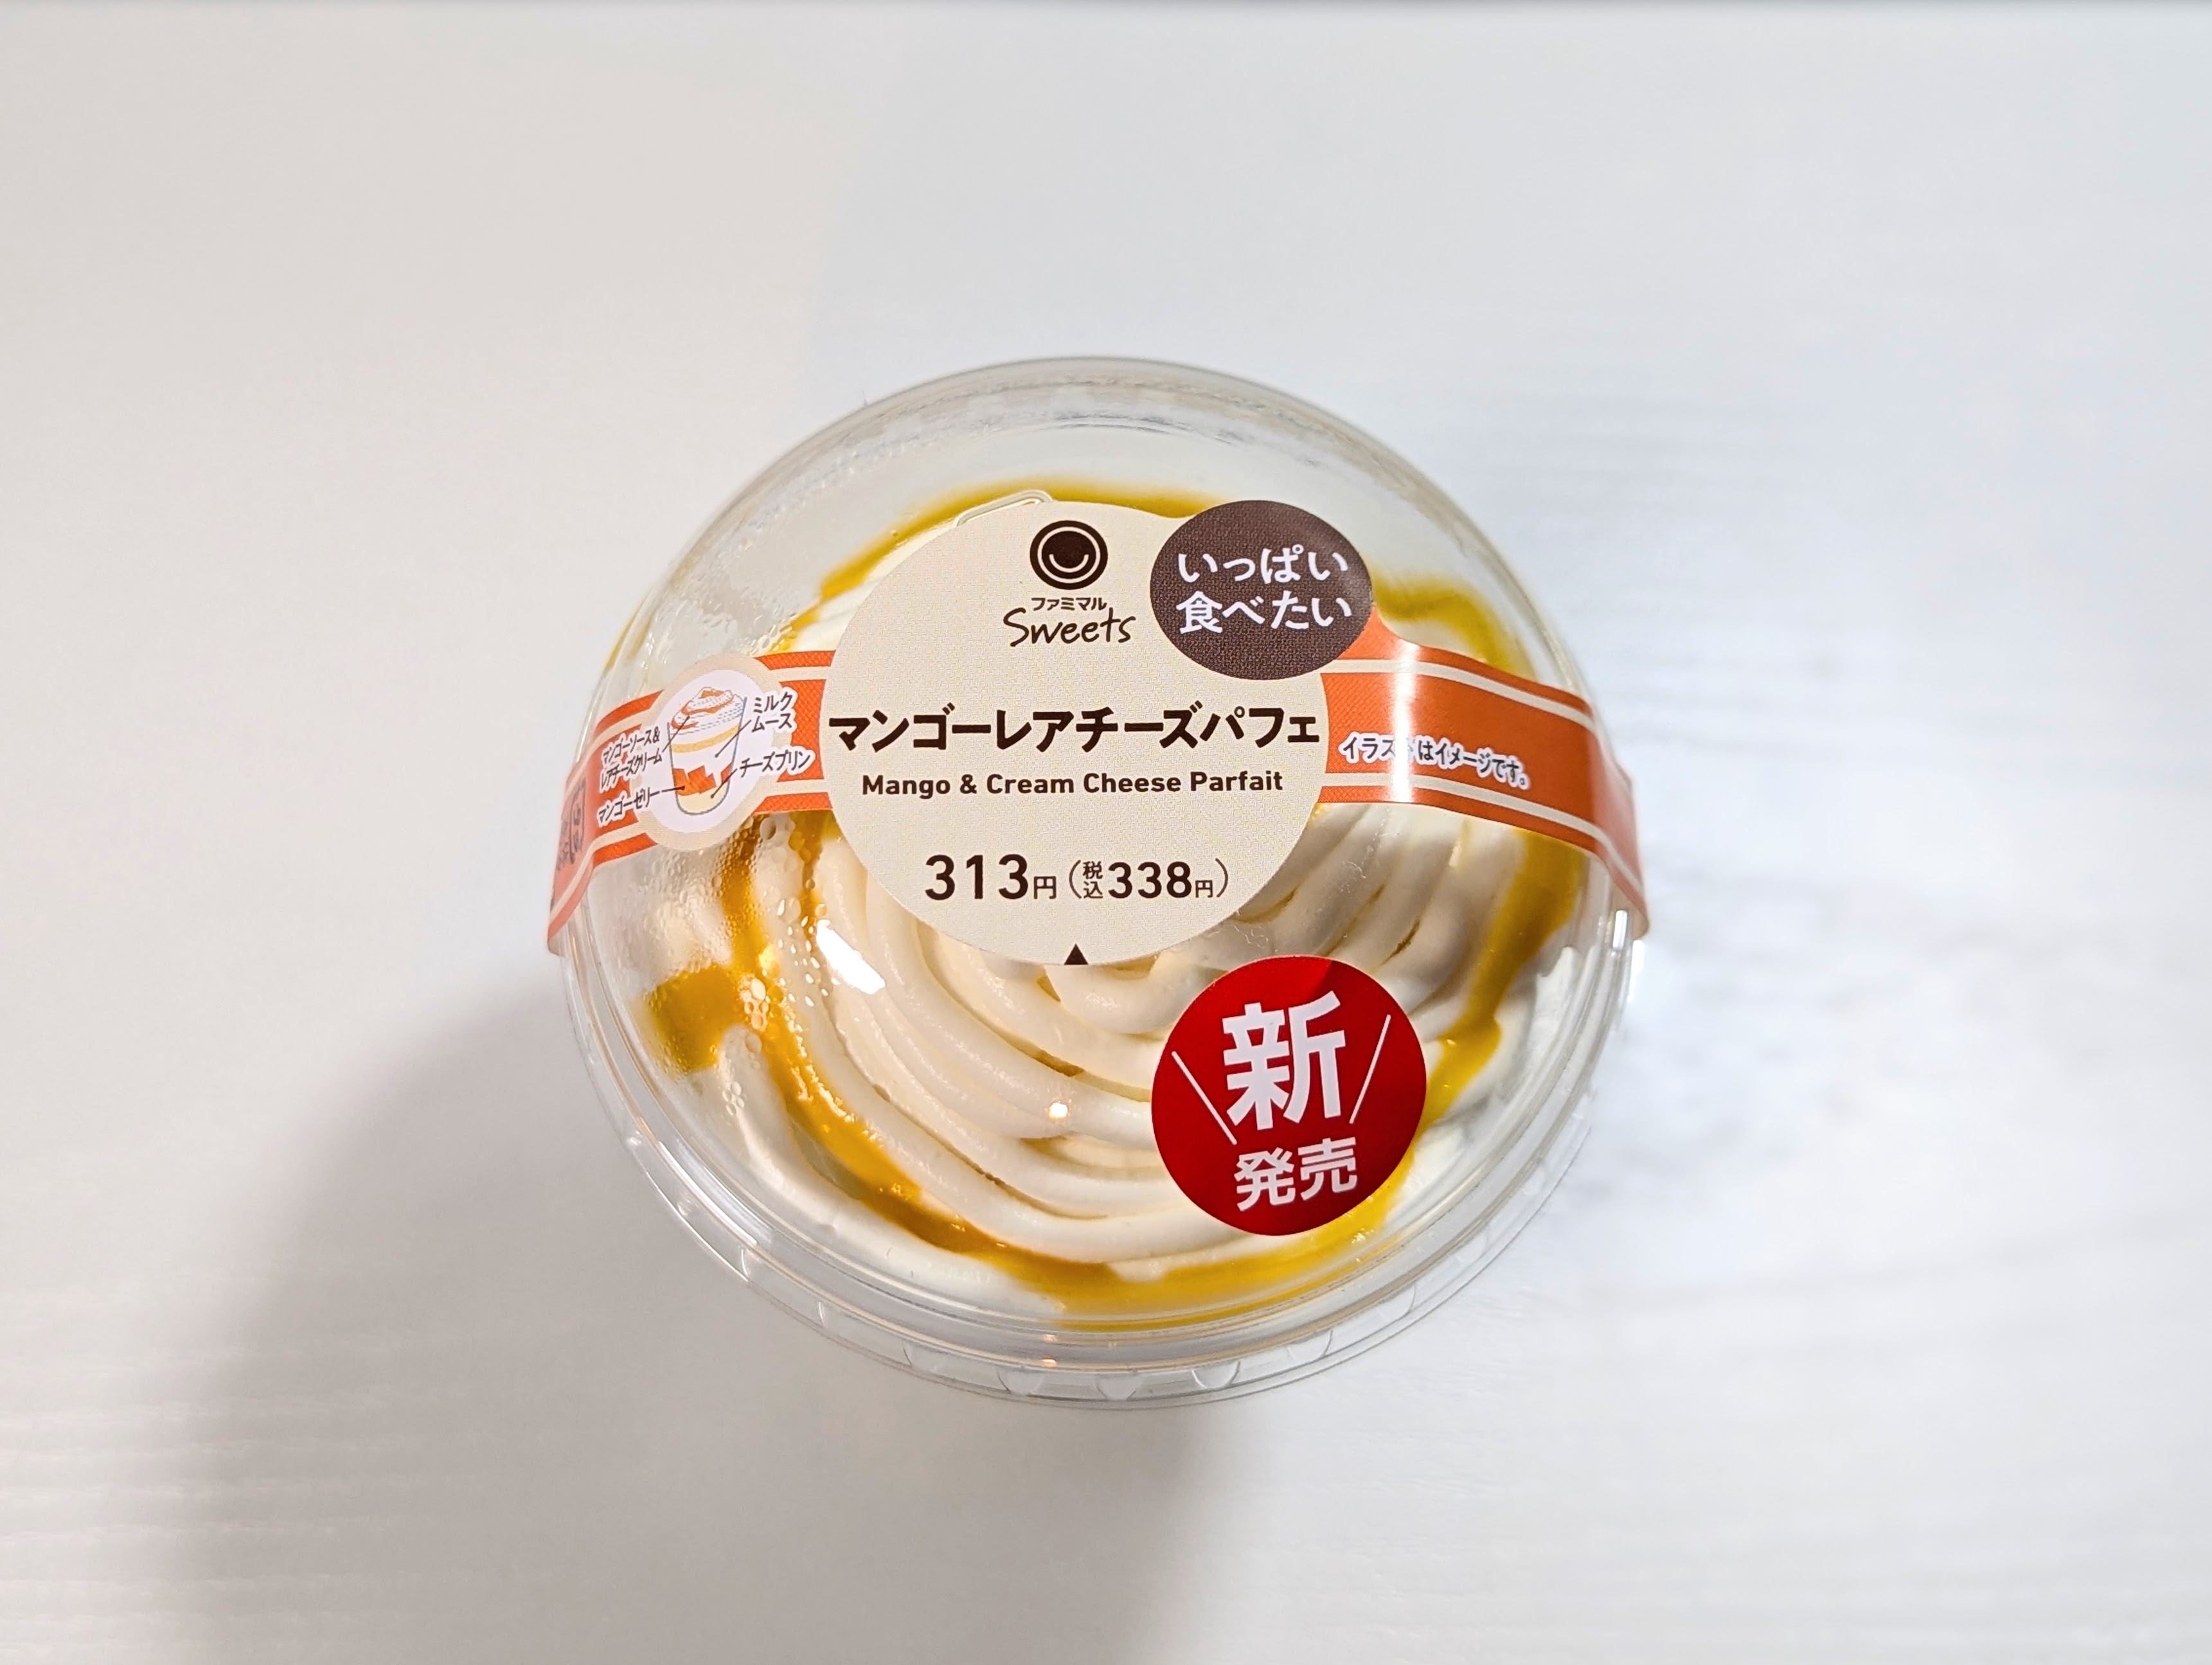 ファミマル
Sweets
いっぱい
食べたい
マンゴーレアチーズパフェ
Mango & Cream Cheese Parfait
313円(税込338円)
ミルク
ムース
マンゴーソース&
レアチーズクリーム
チーズプリン
マンゴーゼリー
イラストはイメージです。
新
発売